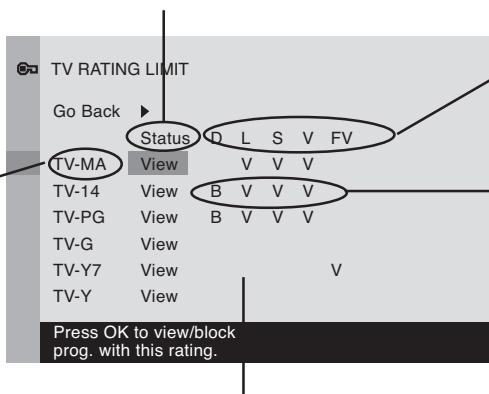 TV RATING LIMIT
Go Back
Status D L S V FV
TV-MA View V V V
TV-14 View B V V V
TV-PG View B V V V
TV-G View
TV-Y7 View V
TV-Y View
Press OK to view/block
prog. with this rating.